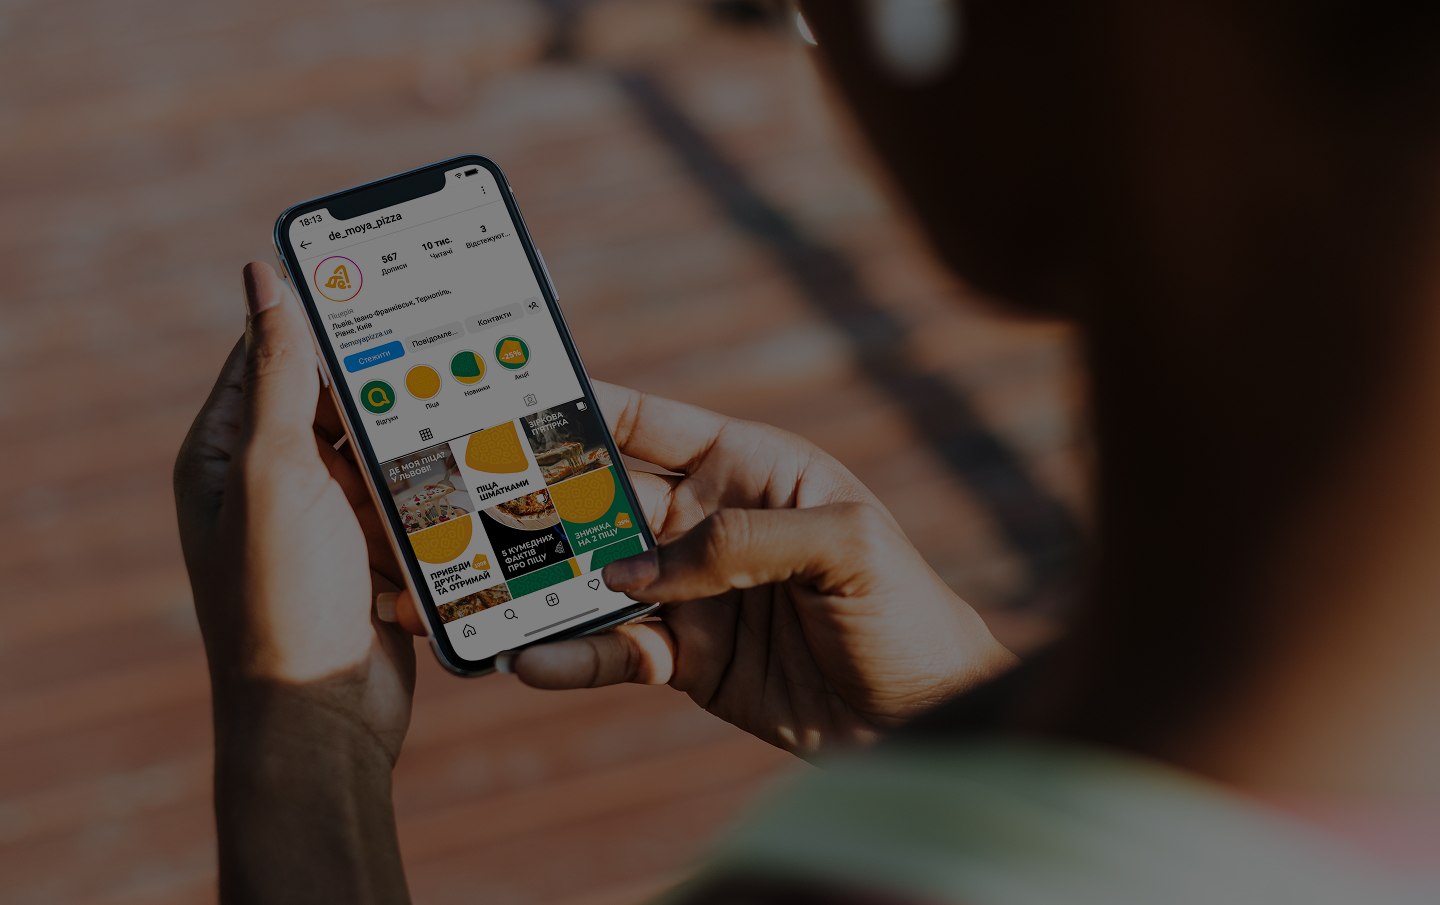 18:13
de_moya_pizza
567
Дописи
10 тис.
Читачі
3
Відстежуют...
Де!
Піцерія
Львів, Івано-Франківськ, Тернопіль,
Рівне, Київ
demoyapizza.ua
Стежити
Повідомле...
Контакти
-25%
Відгуки
Піца
Новинки
Акції
ДЕ МОЯ ПІЦА?
У ЛЬВОВІ!
ПІЦА
ШМАТКАМИ
ЗІРКОВА
П'ЯТІРКА
ПРИВЕДИ
ДРУГА
ТА ОТРИМАЙ
5 КУМЕДНИХ
ФАКТІВ
ПРО ПІЦУ
ЗНИЖКА
НА 2 ПІЦУ
-25%